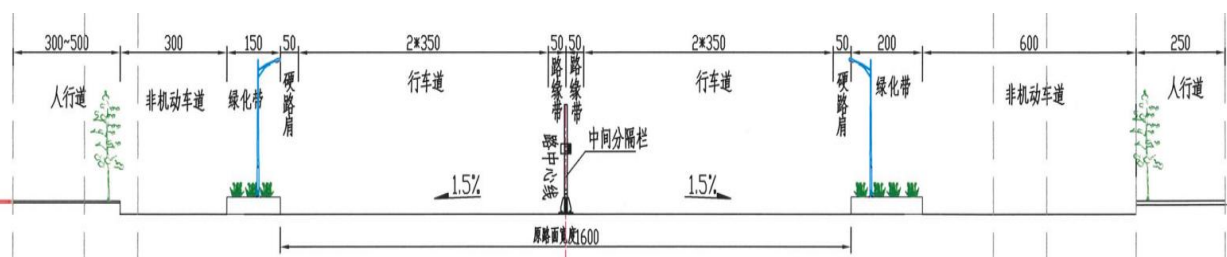 300~500 300 150 50 2*350 50 50 2*350 50 200 600 250
人行道 非机动车道 绿化带 硬路肩 行车道 路缘带 路缘带 行车道 硬路肩 绿化带 非机动车道 人行道
中间分隔栏
路中心线
1.5% 1.5%
原路面宽度1600